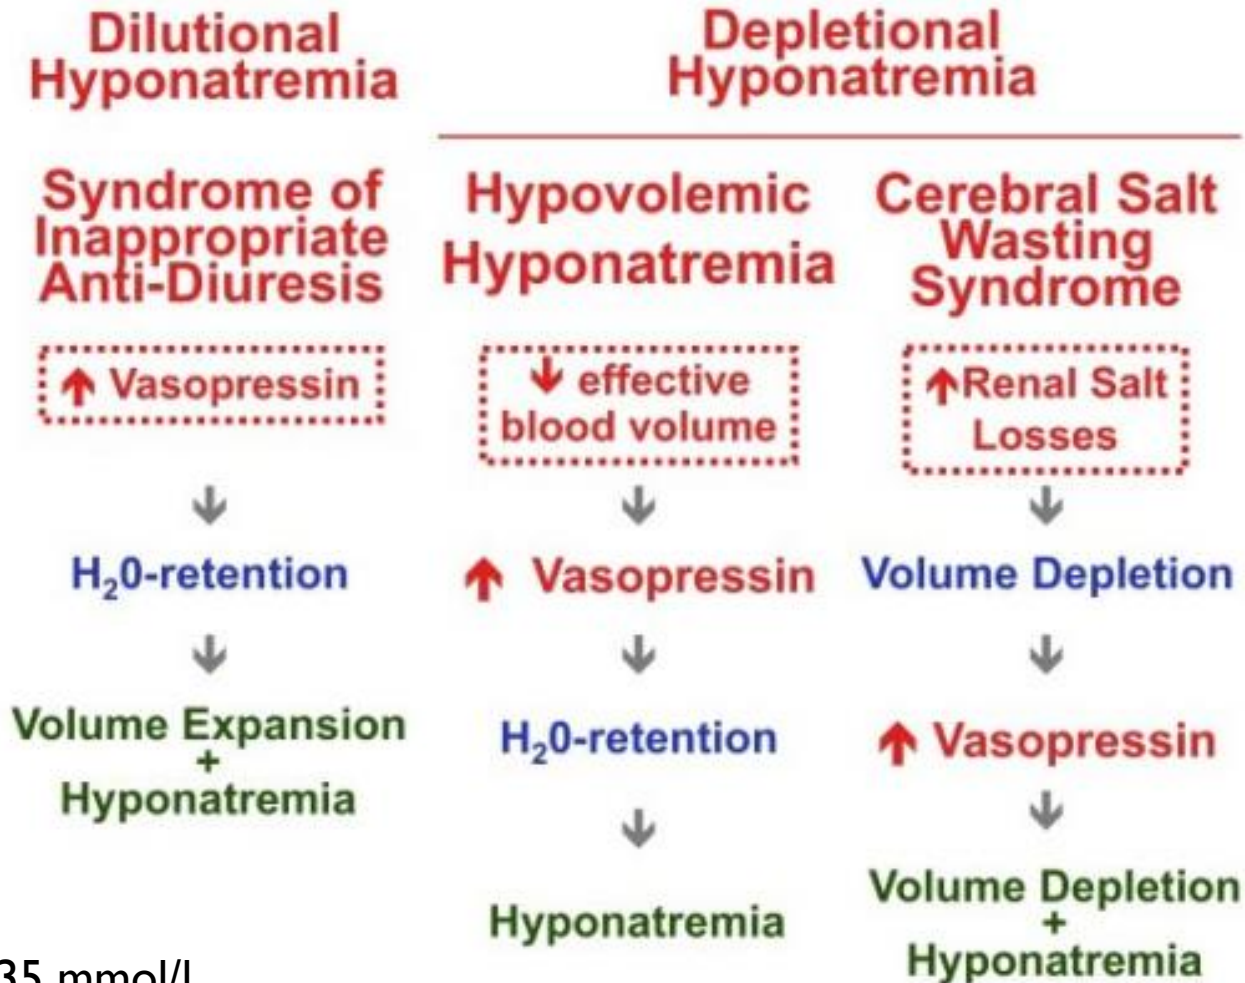 Dilutional
Hyponatremia
Syndrome of
Inappropriate
Anti-Diuresis
↑ Vasopressin
↓
H₂0-retention
↓
Volume Expansion
+
Hyponatremia
Depletional
Hyponatremia
Hypovolemic
Hyponatremia
↓ effective
blood volume
↓
↑ Vasopressin
↓
H₂0-retention
↓
Hyponatremia
Cerebral Salt
Wasting
Syndrome
↑Renal Salt
Losses
↓
Volume Depletion
↓
↑ Vasopressin
↓
Volume Depletion
+
Hyponatremia
35 mmol/l